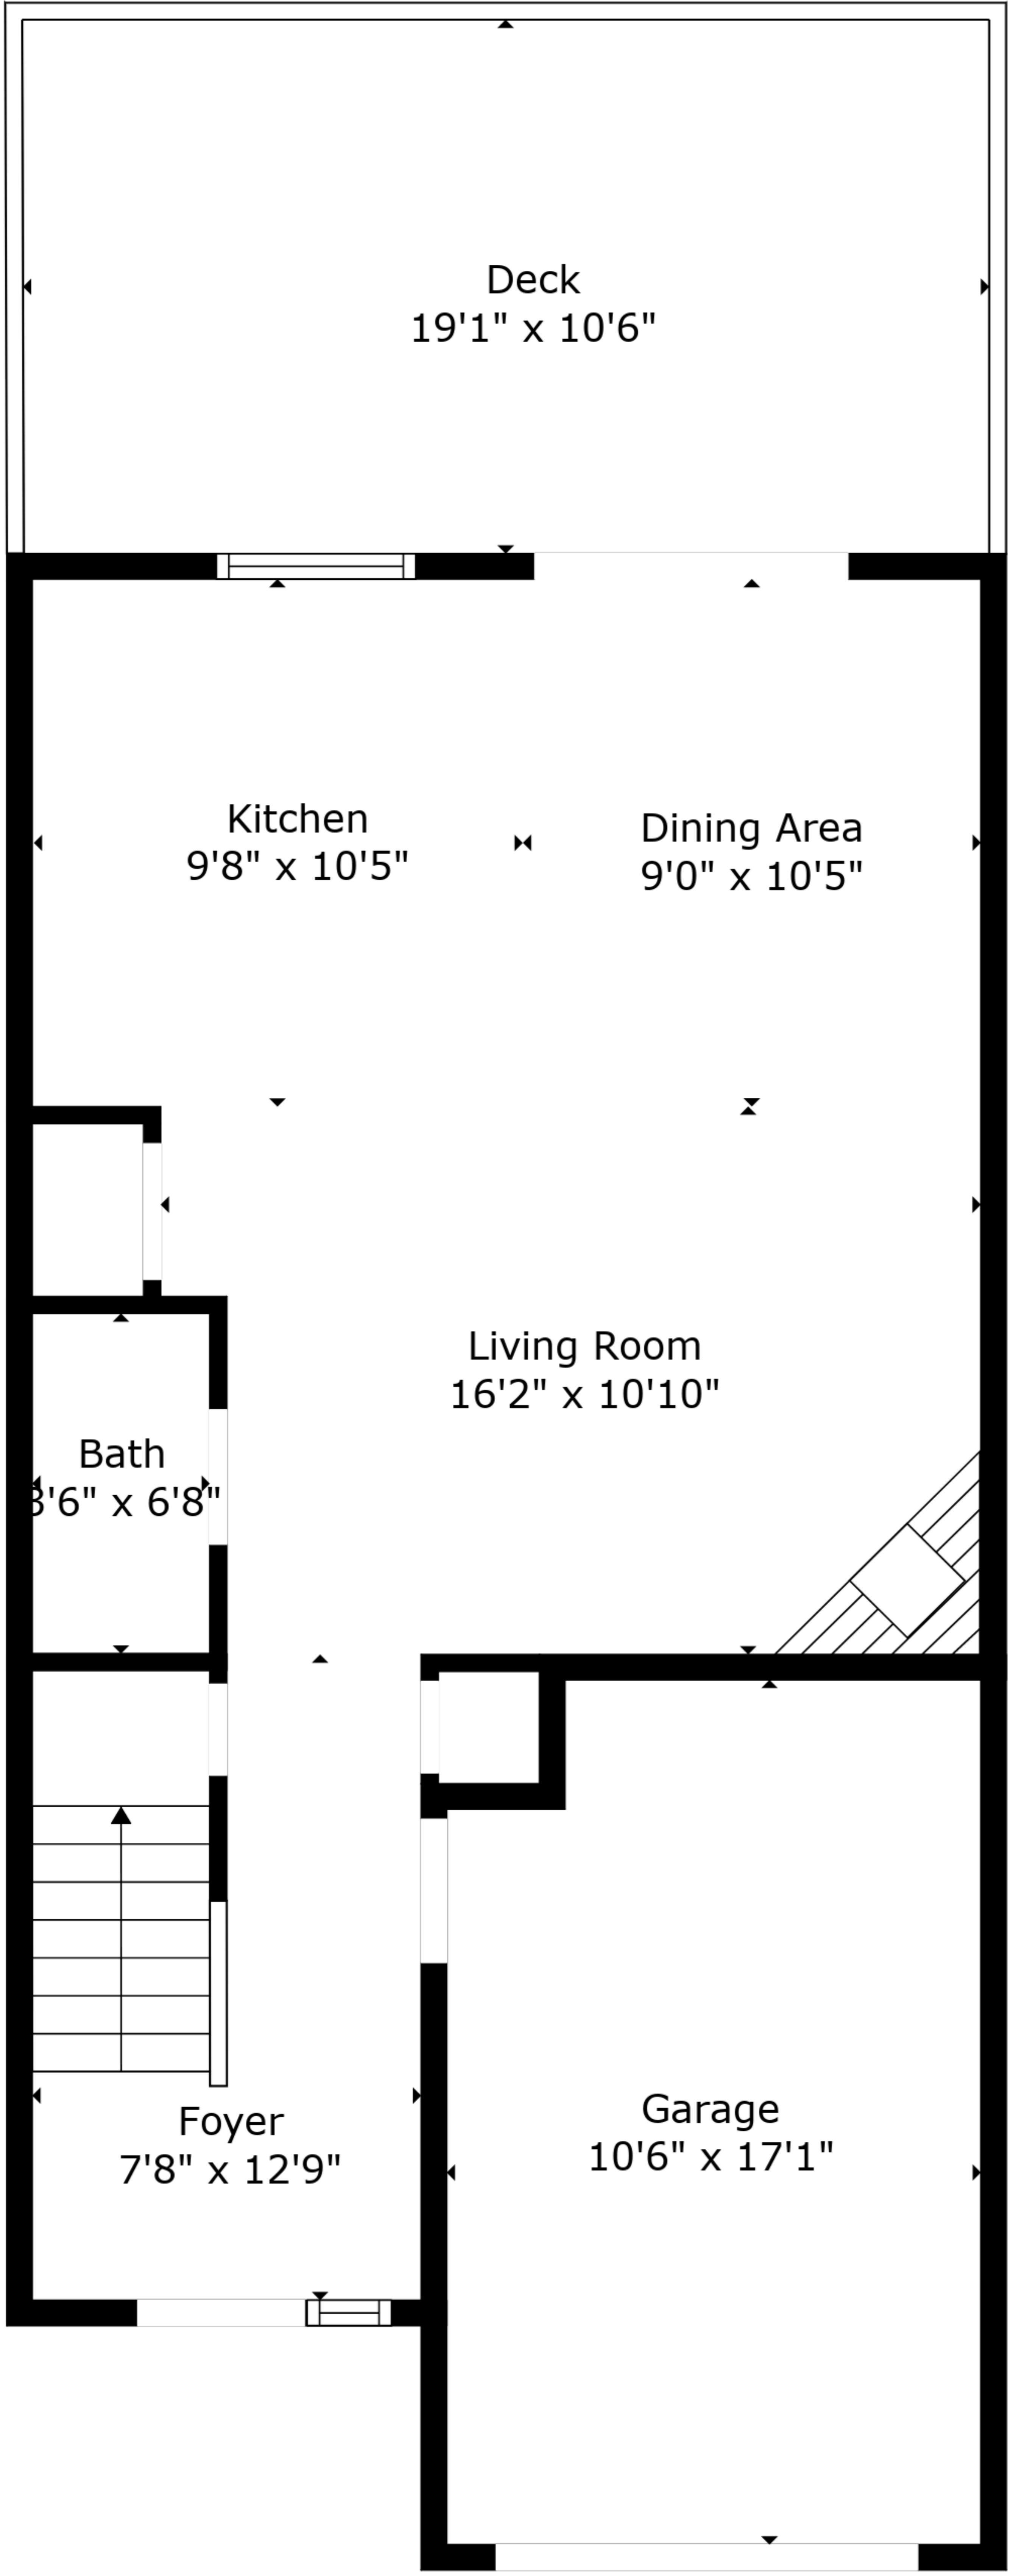 Deck
19'1" x 10'6"
Kitchen
9'8" x 10'5"
Dining Area
9'0" x 10'5"
Living Room
16'2" x 10'10"
Bath
3'6" x 6'8"
Foyer
7'8" x 12'9"
Garage
10'6" x 17'1"